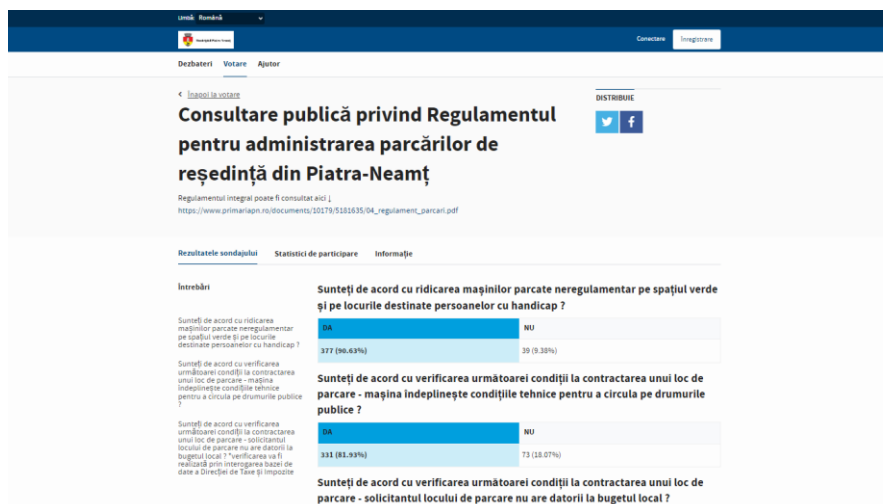 Limbă: Română
Conectare
Înregistrare
Dezbateri Votare Ajutor
Înapoi la votare
Consultare publică privind Regulamentul
pentru administrarea parcărilor de
reședință din Piatra-Neamț
Regulamentul integral poate fi consultat aici ↓
https://www.primariapn.ro/documents/10179/5181635/04_regulament_parcari.pdf
DISTRIBUIE
Rezultatele sondajului Statistici de participare Informație
Întrebări
Sunteți de acord cu ridicarea
mașinilor parcate neregulamentar
pe spațiul verde și pe locurile
destinate persoanelor cu handicap ?
Sunteți de acord cu verificarea
următoarei condiții la contractarea
unui loc de parcare - mașina
îndeplinește condițiile tehnice
pentru a circula pe drumurile publice
?
Sunteți de acord cu verificarea
următoarei condiții la contractarea
unui loc de parcare - solicitantul
locului de parcare nu are datorii la
bugetul local ? "verificarea va fi
realizată prin interogarea bazei de
date a Direcției de Taxe și Impozite
Sunteți de acord cu ridicarea mașinilor parcate neregulamentar pe spațiul verde
și pe locurile destinate persoanelor cu handicap ?
DA NU
377 (90.63%) 39 (9.38%)
Sunteți de acord cu verificarea următoarei condiții la contractarea unui loc de
parcare - mașina îndeplinește condițiile tehnice pentru a circula pe drumurile
publice ?
DA NU
331 (81.93%) 73 (18.07%)
Sunteți de acord cu verificarea următoarei condiții la contractarea unui loc de
parcare - solicitantul locului de parcare nu are datorii la bugetul local ?